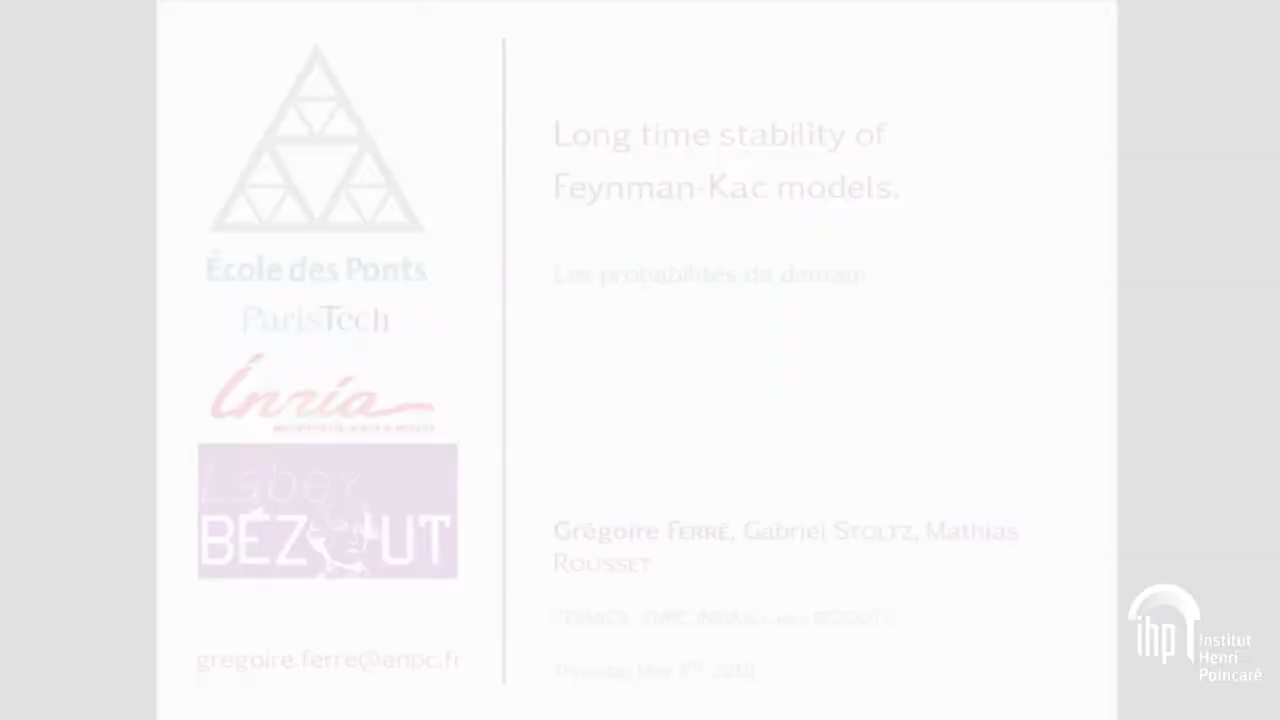 École des Ponts
ParisTech
Inria
Labex
BÉZOUT
gregoire.ferre@enpc.fr
Long time stability of
Feynman-Kac models.
Les probabilités de demain
Grégoire FERRÉ, Gabriel STOLTZ, Mathias
ROUSSET
ihp
Institut
Henri
Poincaré